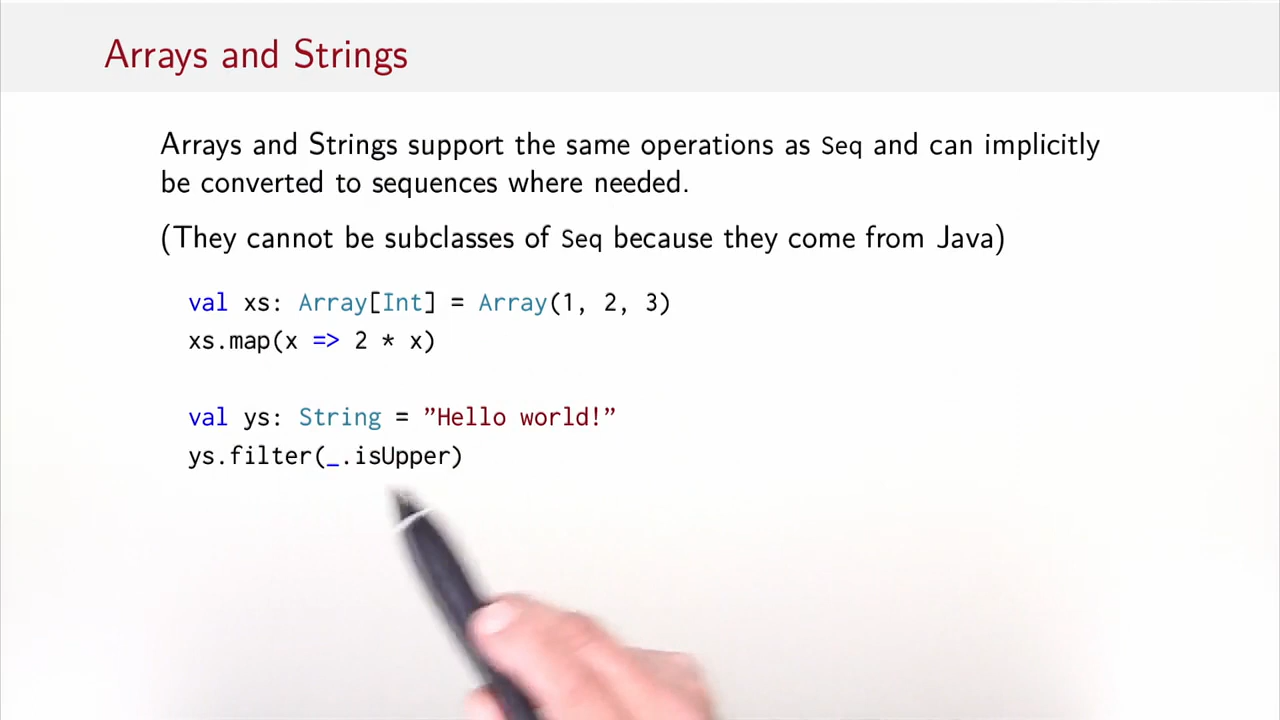 Arrays and Strings
Arrays and Strings support the same operations as Seq and can implicitly
be converted to sequences where needed.
(They cannot be subclasses of Seq because they come from Java)
val xs: Array[Int] = Array(1, 2, 3)
xs.map(x => 2 * x)
val ys: String = ”Hello world!”
ys.filter(_.isUpper)